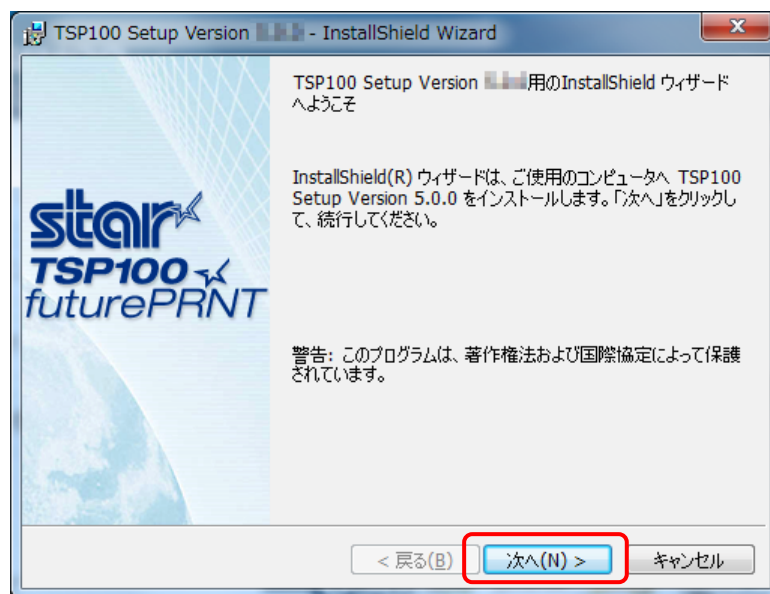 TSP100 Setup Version - InstallShield Wizard
TSP100 Setup Version 用のInstallShield ウィザード
へようこそ
InstallShield(R) ウィザードは、ご使用のコンピュータへ TSP100
Setup Version 5.0.0 をインストールします。「次へ」をクリックし
て、続行してください。
star
TSP100
futurePRNT
警告: このプログラムは、著作権法および国際協定によって保護
されています。
< 戻る(B) 次へ(N) > キャンセル